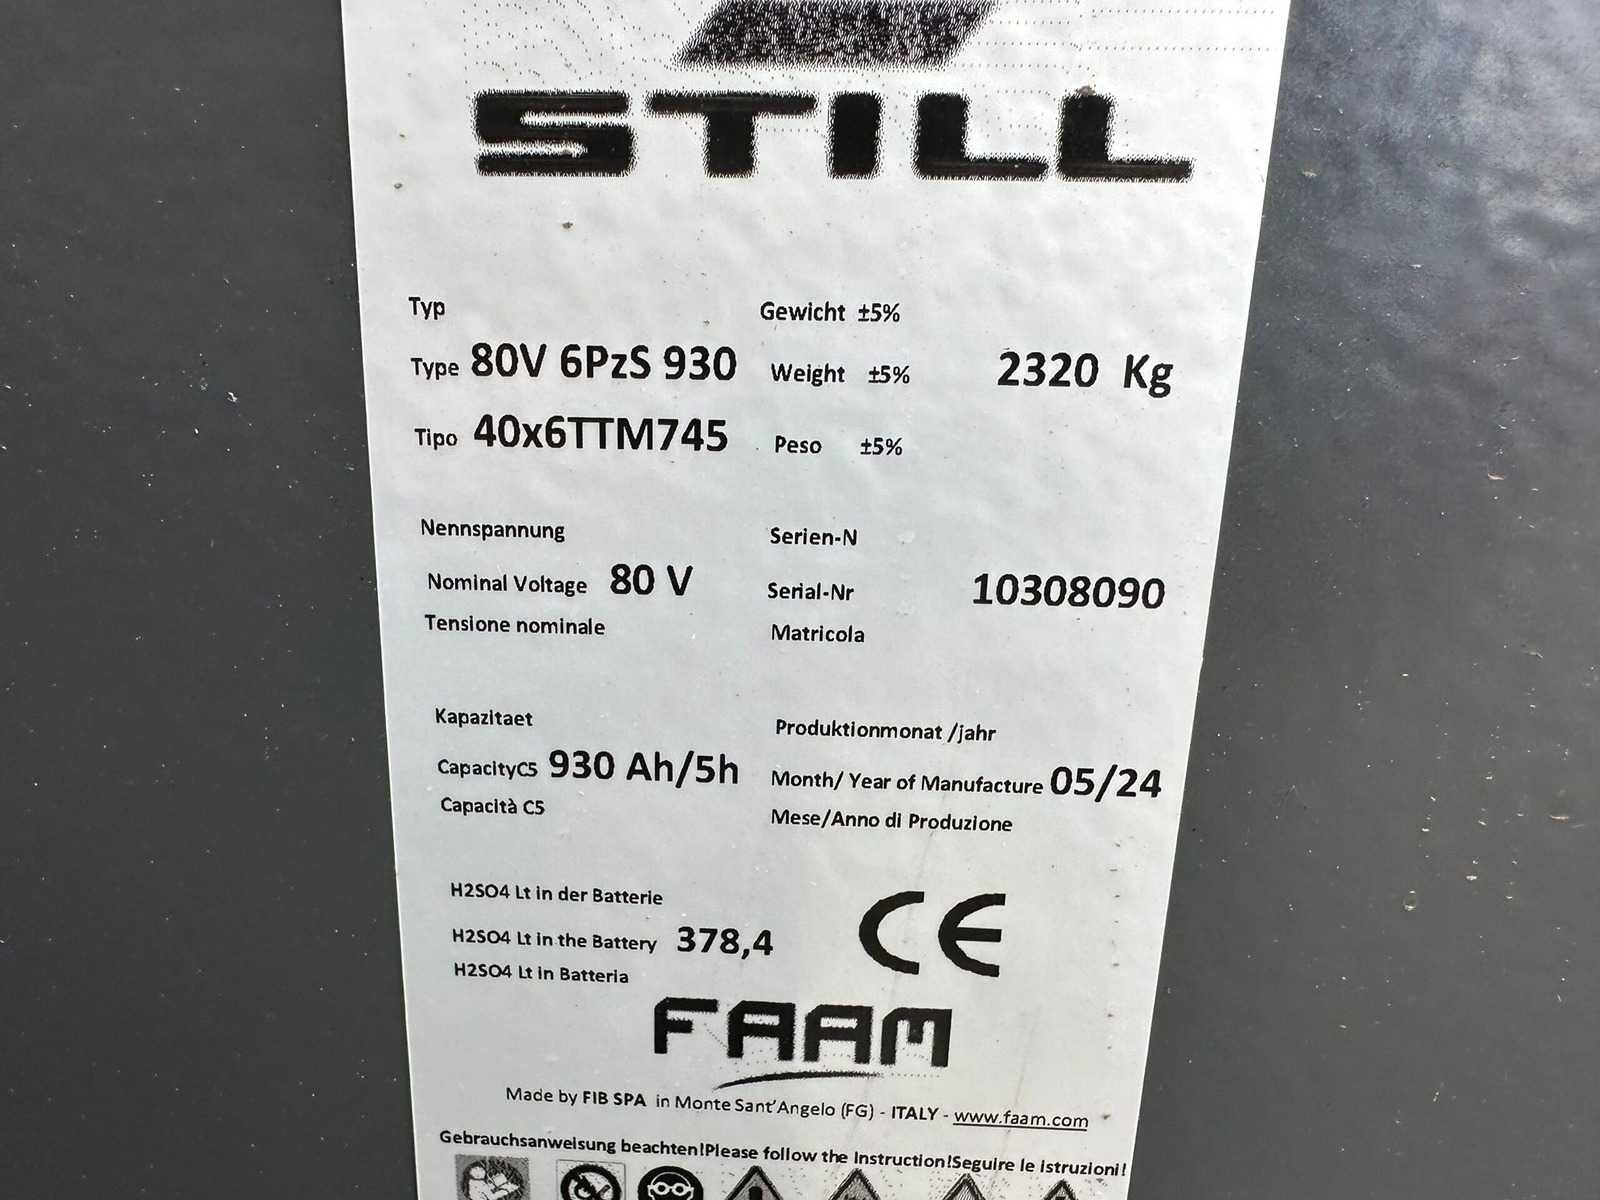 STILL
Typ
Gewicht ±5%
Type 80V 6PzS 930
Weight ±5% 2320 Kg
Tipo 40x6TTM745
Peso ±5%
Nennspannung
Serien-N
Nominal Voltage 80 V
Serial-Nr 10308090
Tensione nominale
Matricola
Kapazitaet
Produktionmonat /jahr
CapacityC5 930 Ah/5h
Month/ Year of Manufacture 05/24
Capacità C5
Mese/Anno di Produzione
H2SO4 Lt in der Batterie
H2SO4 Lt in the Battery 378,4
H2SO4 Lt in Batteria
CE
FAAM
Made by FIB SPA in Monte Sant'Angelo (FG) - ITALY - www.faam.com
Gebrauchsanweisung beachten!Please follow the Instruction!Seguire le istruzioni!